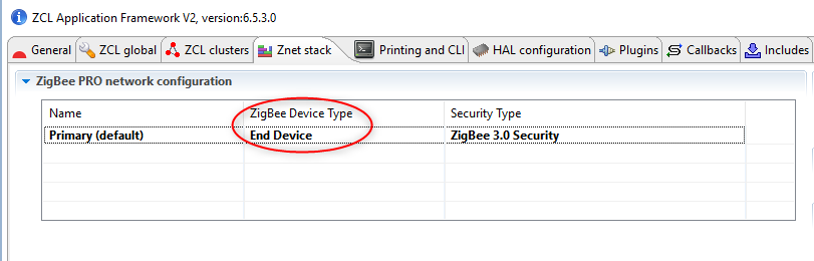 ZCL Application Framework V2, version:6.5.3.0
General ZCL global ZCL clusters Znet stack Printing and CLI HAL configuration Plugins Callbacks Includes
ZigBee PRO network configuration
Name ZigBee Device Type Security Type
Primary (default) End Device ZigBee 3.0 Security